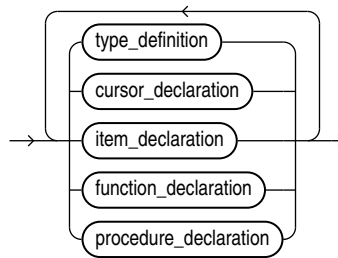 type_definition
cursor_declaration
item_declaration
function_declaration
procedure_declaration